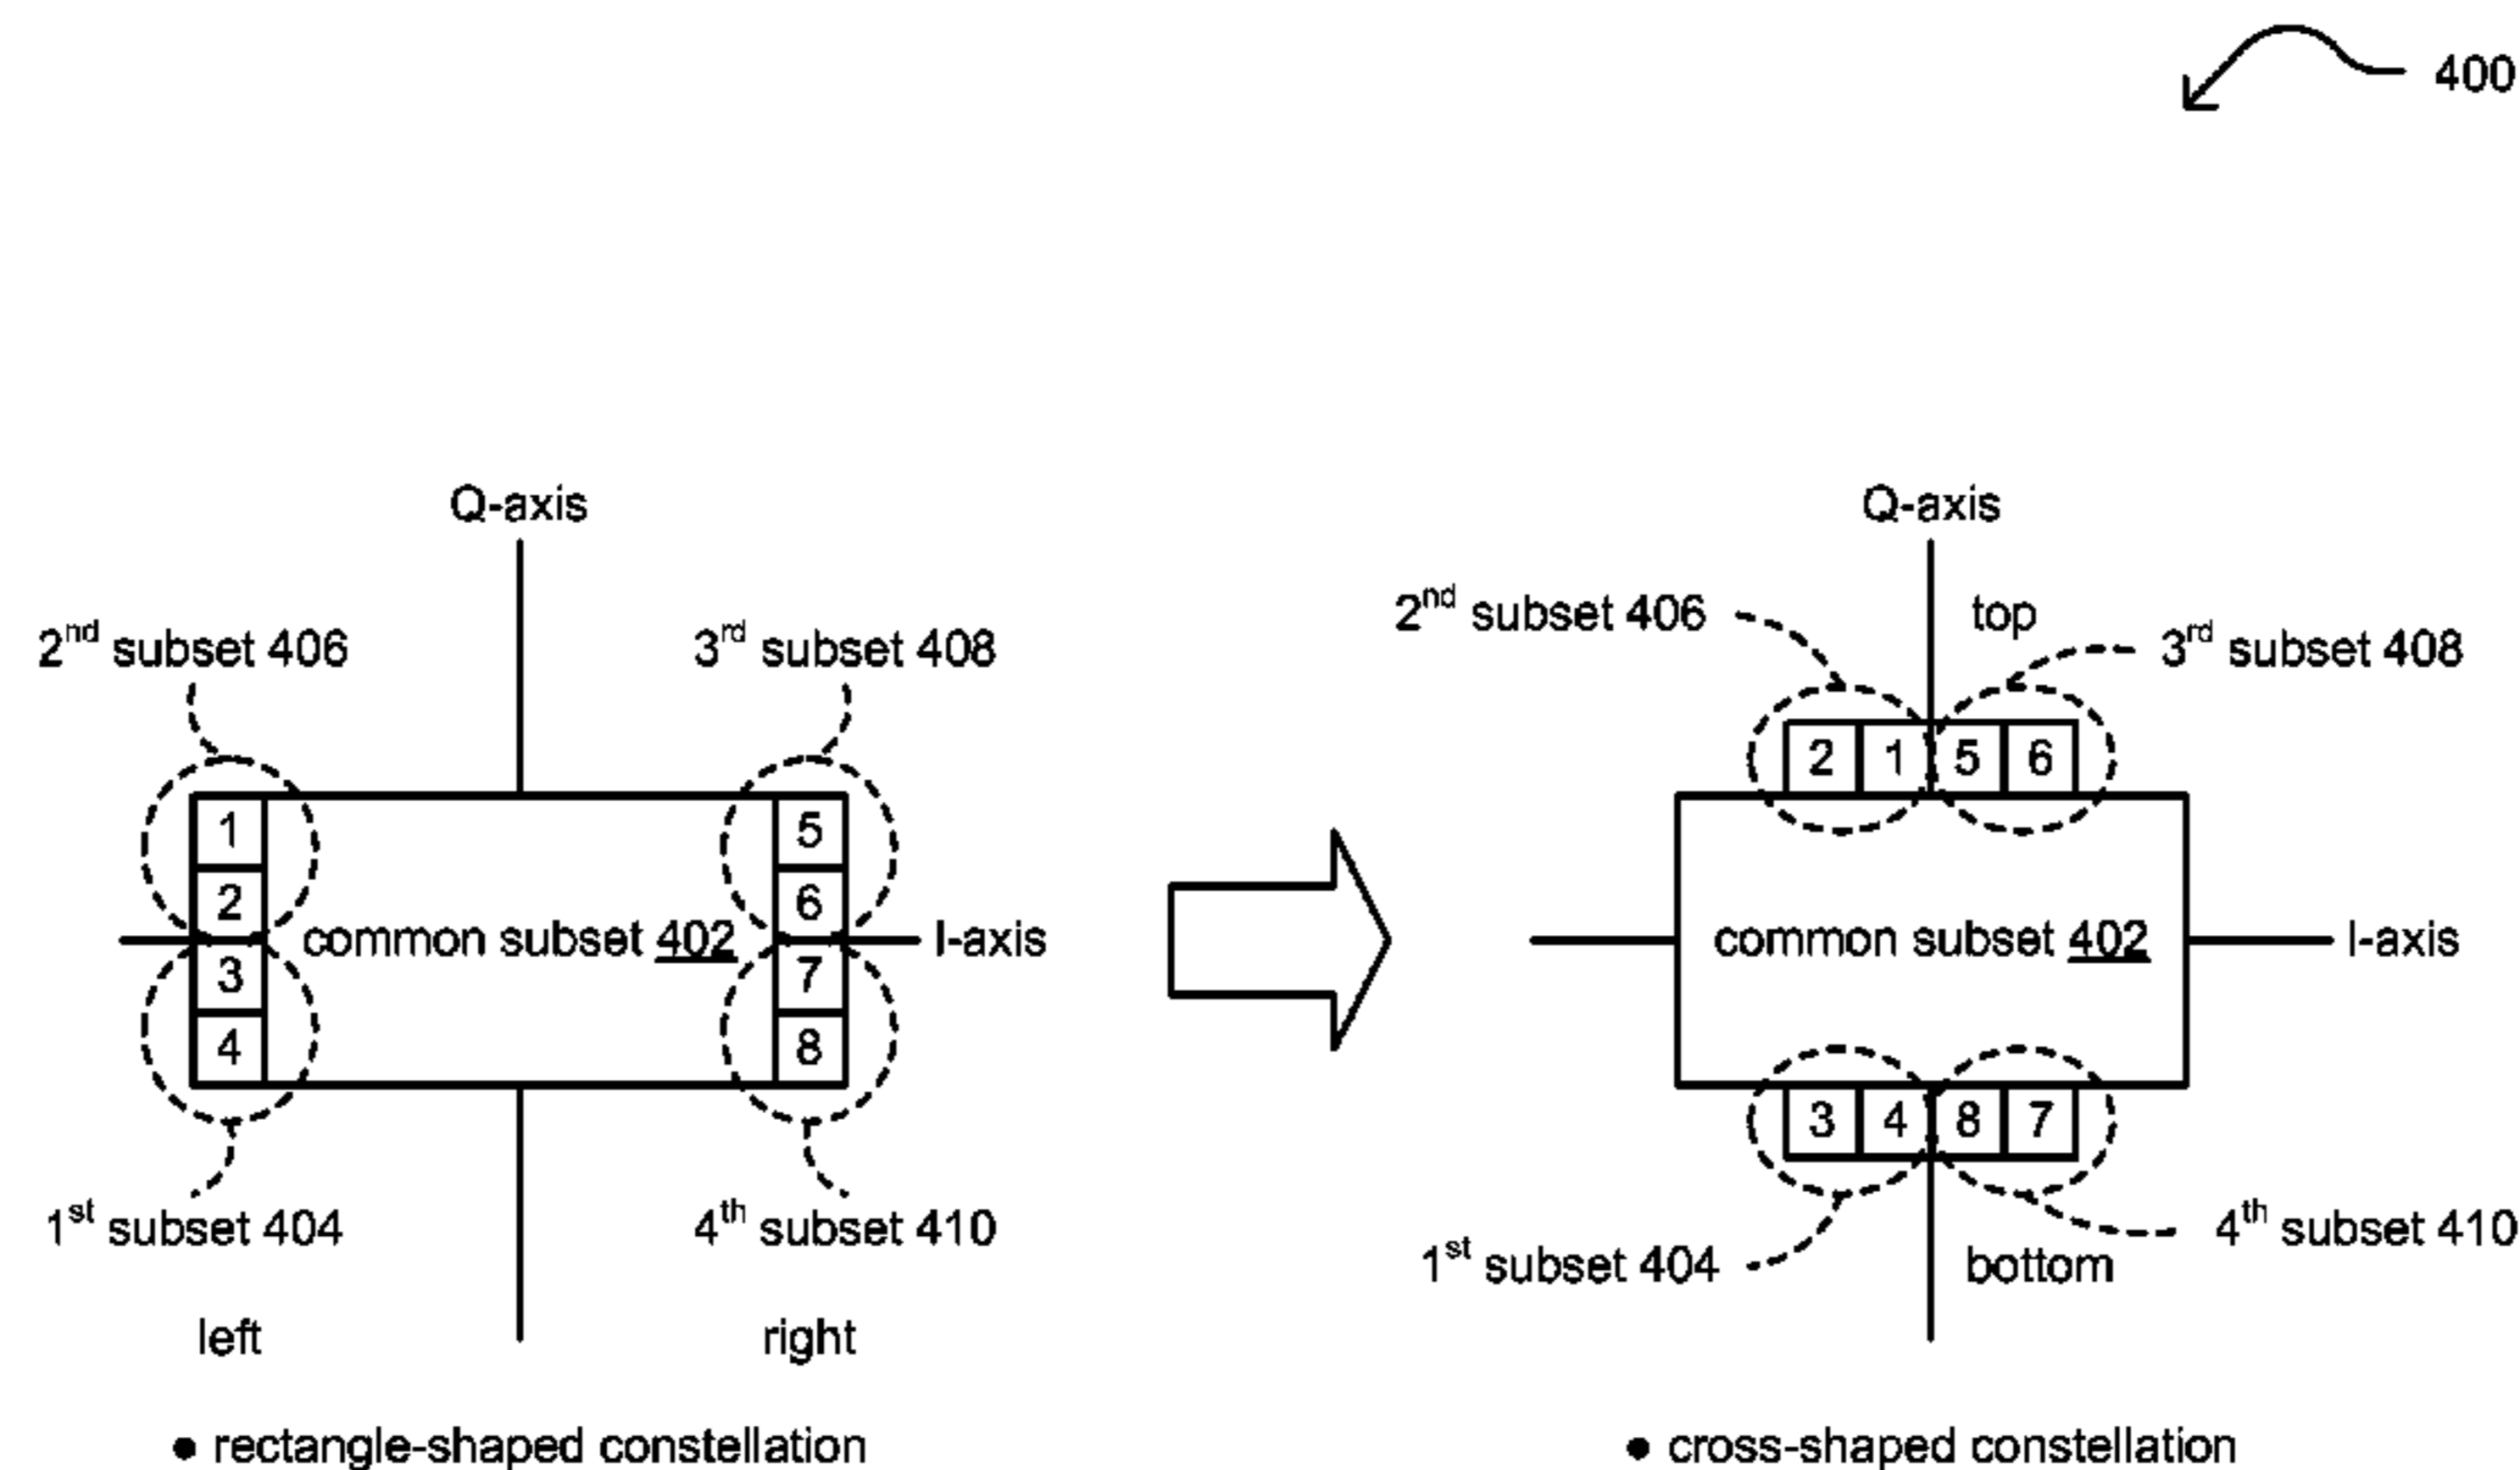 400
Q-axis
2nd subset 406
3rd subset 408
1
2
3
4
5
6
7
8
common subset 402
I-axis
1st subset 404
4th subset 410
left
right
● rectangle-shaped constellation
Q-axis
2nd subset 406
top
3rd subset 408
2 1 5 6
common subset 402
I-axis
3 4 8 7
1st subset 404
bottom
4th subset 410
● cross-shaped constellation